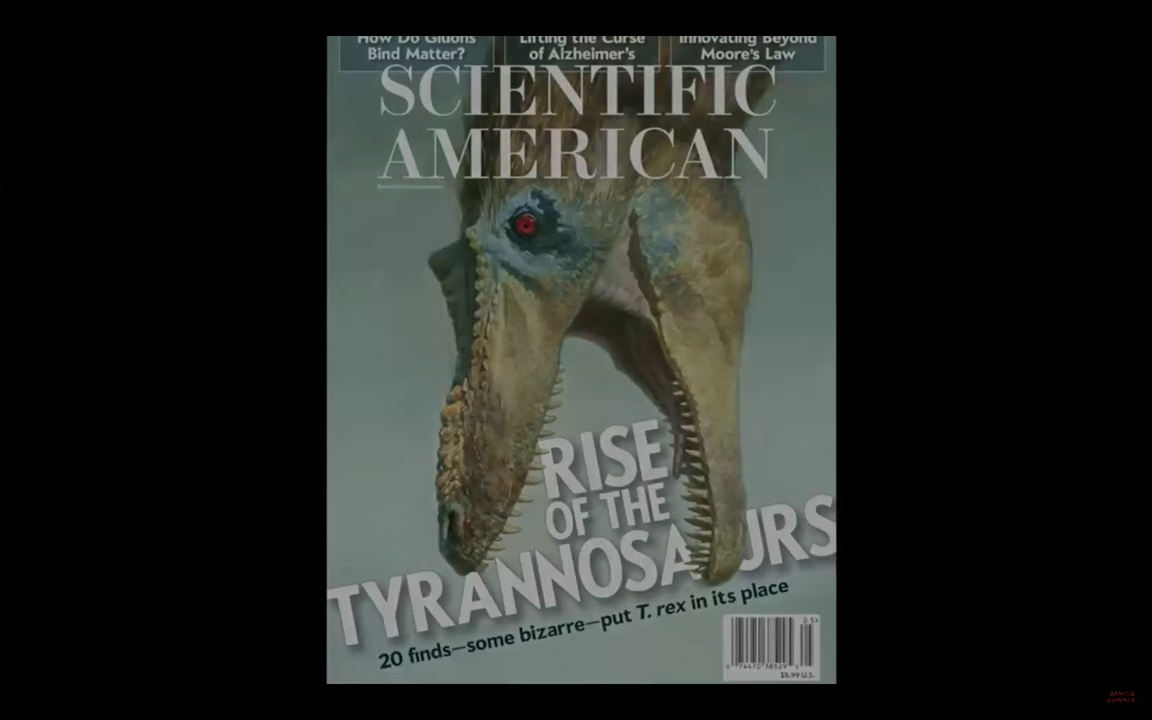 How Do Gluons
Bind Matter?
Lifting the Curse
of Alzheimer's
Innovating Beyond
Moore's Law
SCIENTIFIC
AMERICAN
RISE
OF THE
TYRANNOSAURS
20 finds—some bizarre—put T. rex in its place
$5.99 U.S.